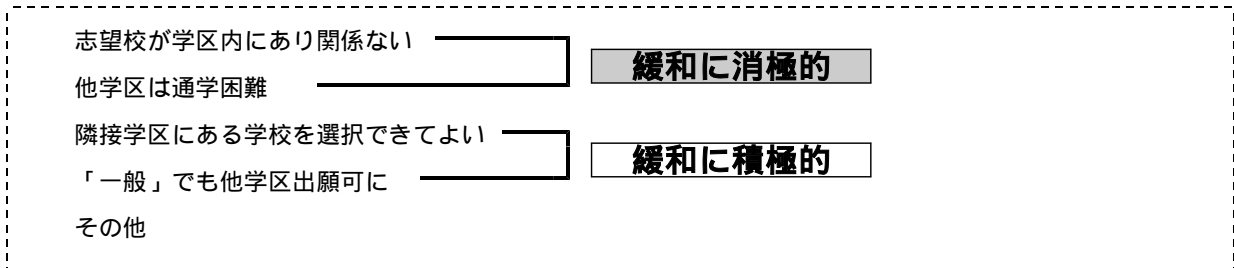 志望校が学区内にあり関係ない
緩和に消極的
他学区は通学困難
隣接学区にある学校を選択できてよい
緩和に積極的
「一般」でも他学区出願可に
その他